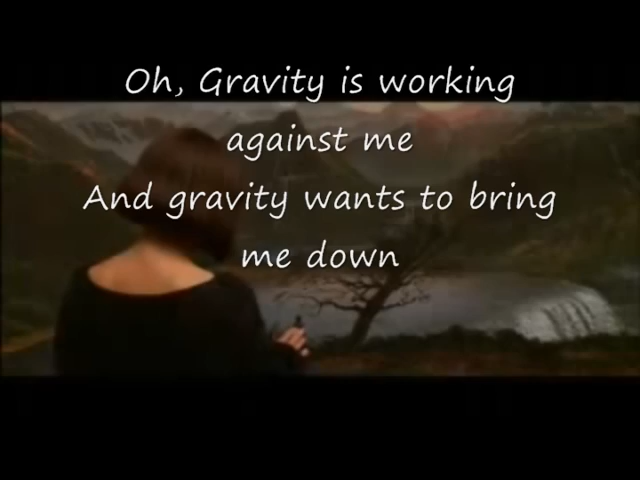 Oh, Gravity is working
against me
And gravity wants to bring
me down